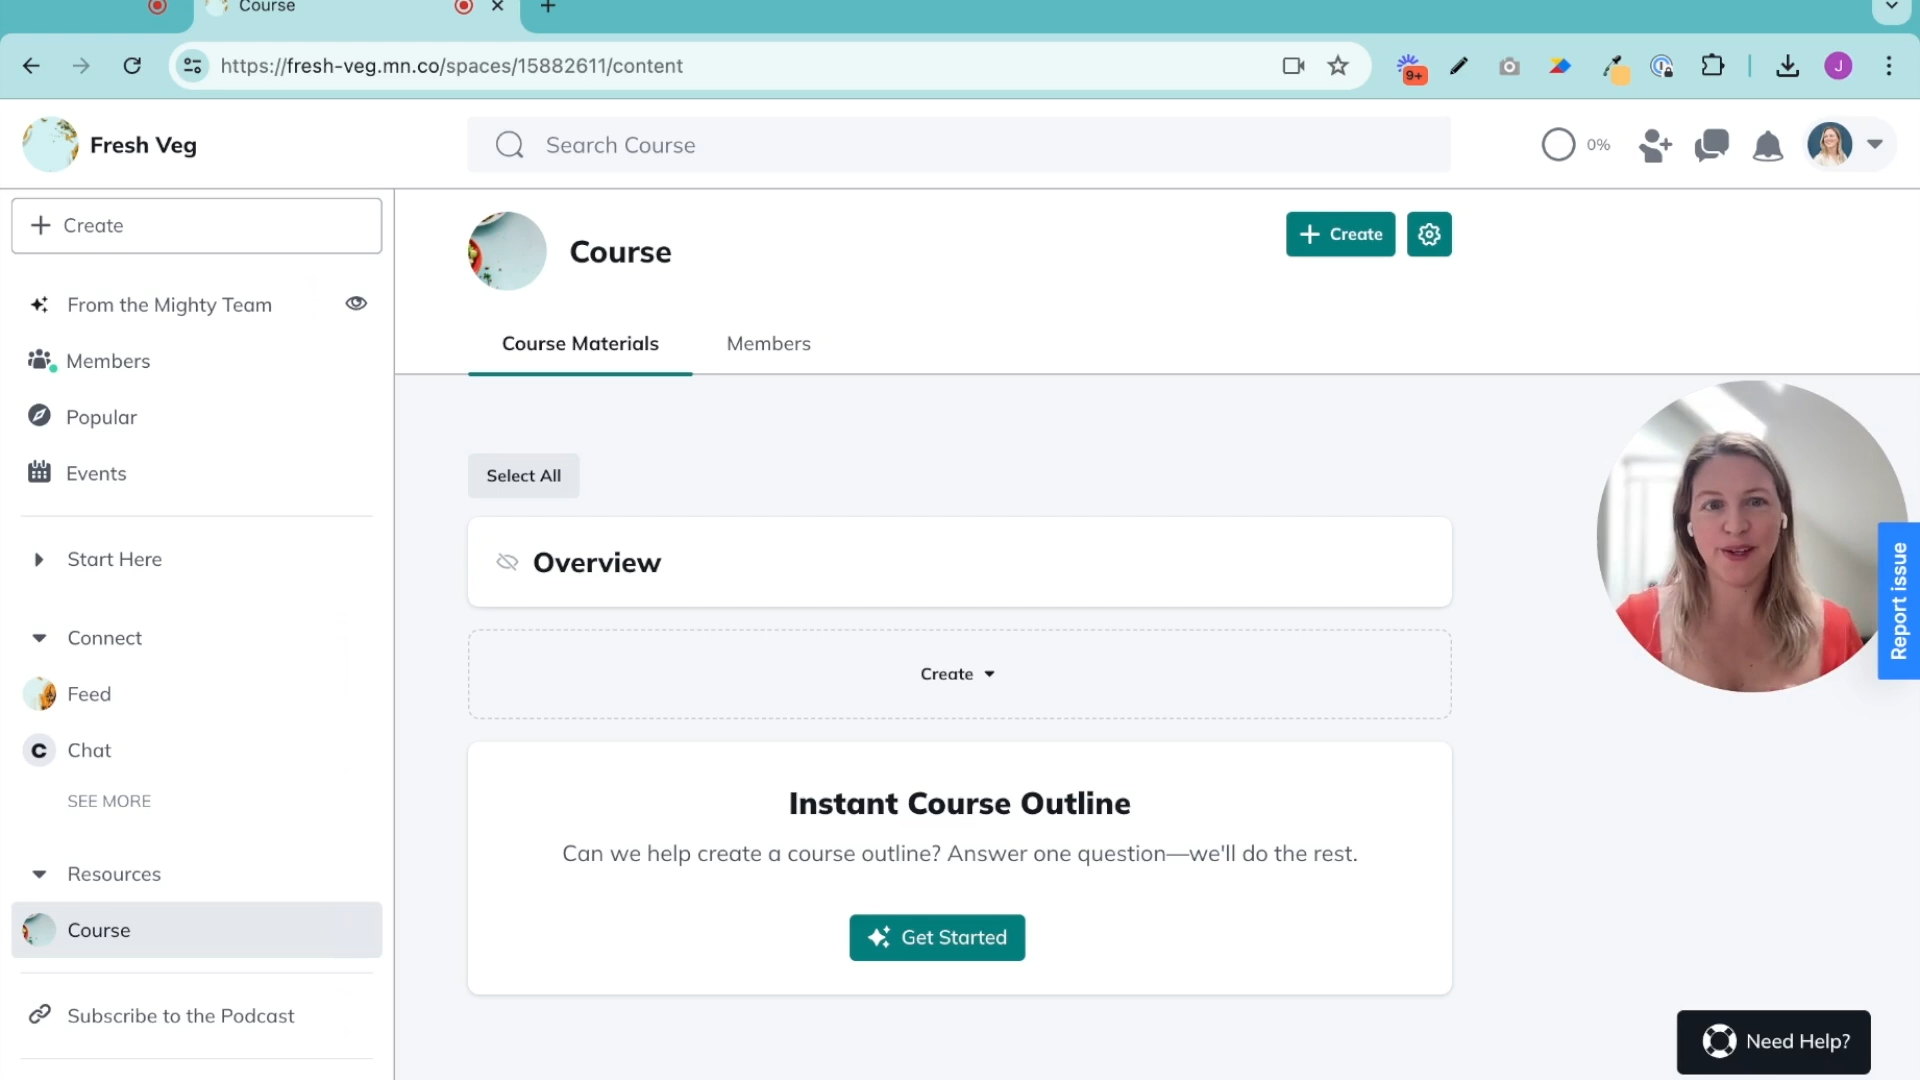 Course
https://fresh-veg.mn.co/spaces/15882611/content
9+
J
Fresh Veg
Search Course
0%
Create
From the Mighty Team
Members
Popular
Events
Start Here
Connect
Feed
C Chat
SEE MORE
Resources
Course
Subscribe to the Podcast
Course
Create
Course Materials
Members
Select All
Overview
Create
Instant Course Outline
Can we help create a course outline? Answer one question—we'll do the rest.
Get Started
Report issue
Need Help?